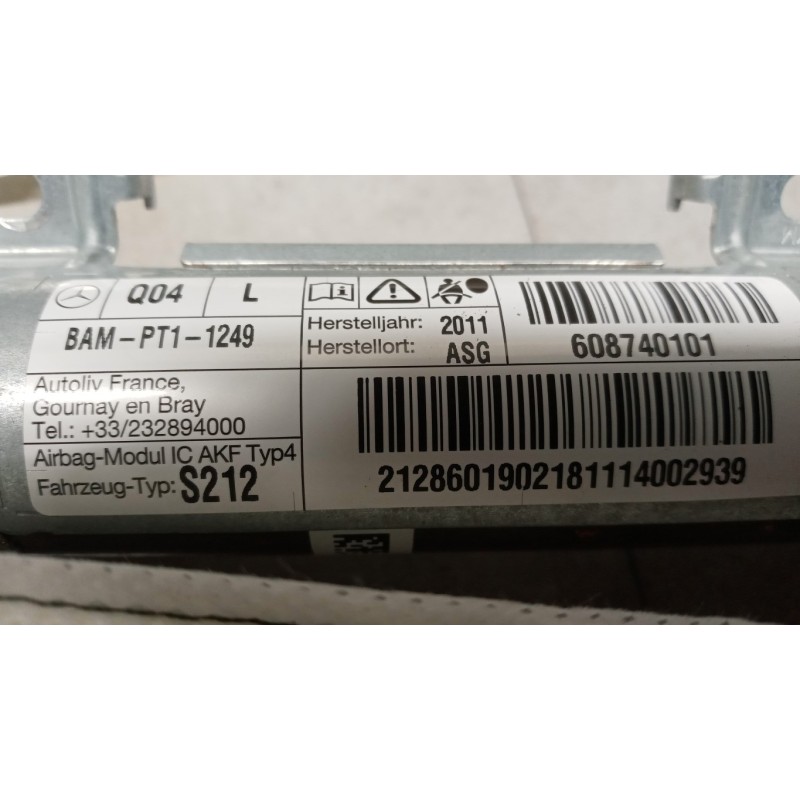 Q04 L
BAM-PT1-1249
Herstelljahr: 2011
Herstellort: ASG
608740101
Autoliv France,
Gournay en Bray
Tel.: +33/232894000
Airbag-Modul IC AKF Typ4
Fahrzeug-Typ: S212
2128601902181114002939